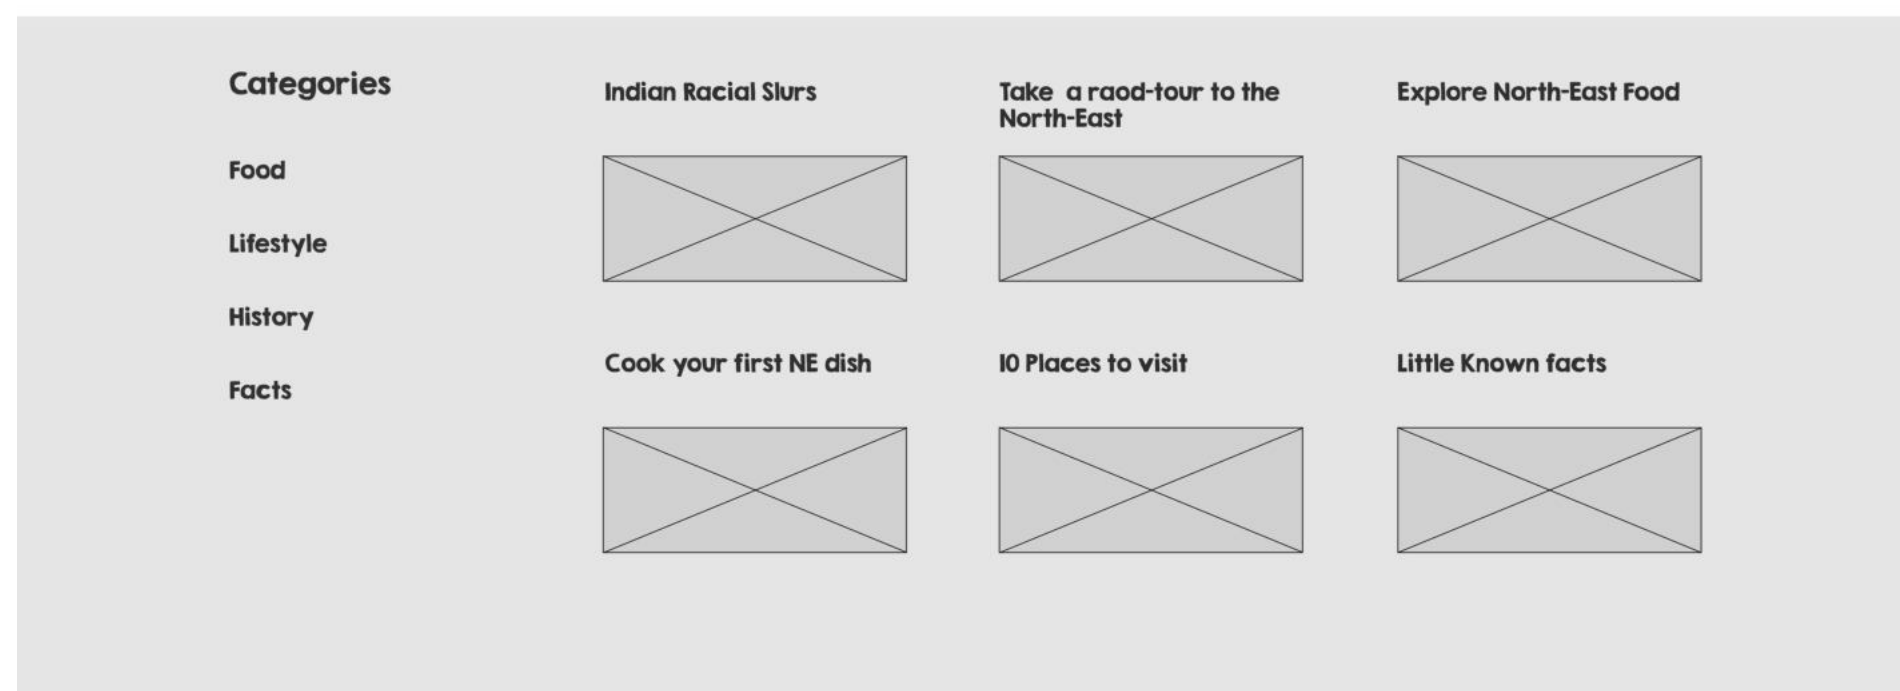 Categories
Food
Lifestyle
History
Facts
Indian Racial Slurs
Take  a raod-tour to the
North-East
Explore North-East Food
Cook your first NE dish
10 Places to visit
Little Known facts